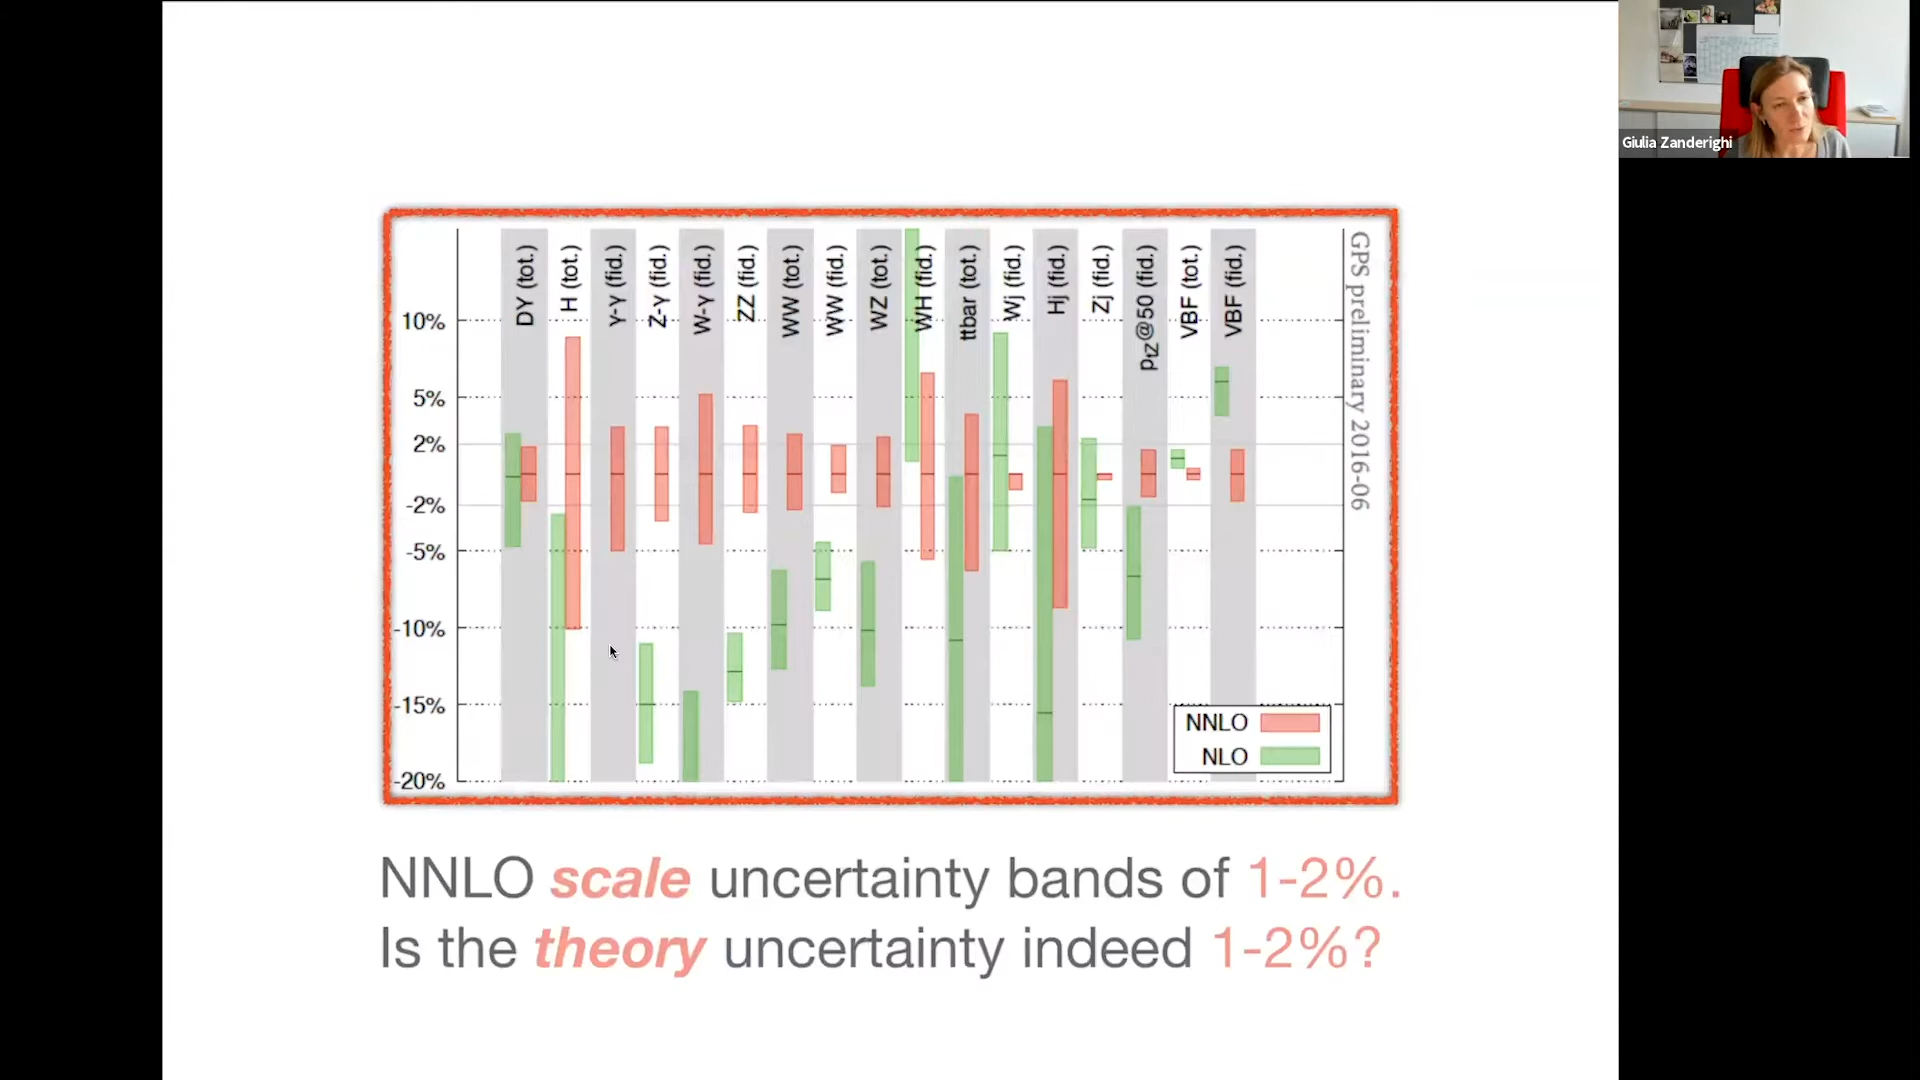 Giulia Zanderighi
DY (tot.)
H (tot.)
γ-γ (fid.)
Z-γ (fid.)
W-γ (fid.)
ZZ (fid.)
WW (tot.)
WW (fid.)
WZ (tot.)
WH (fid.)
ttbar (tot.)
Wj (fid.)
Hj (fid.)
Zj (fid.)
pZ@50 (fid.)
VBF (tot.)
VBF (fid.)
GPS preliminary 2016-06
10%
5%
2%
-2%
-5%
-10%
-15%
-20%
NNLO
NLO
NNLO scale uncertainty bands of 1-2%.
Is the theory uncertainty indeed 1-2%?